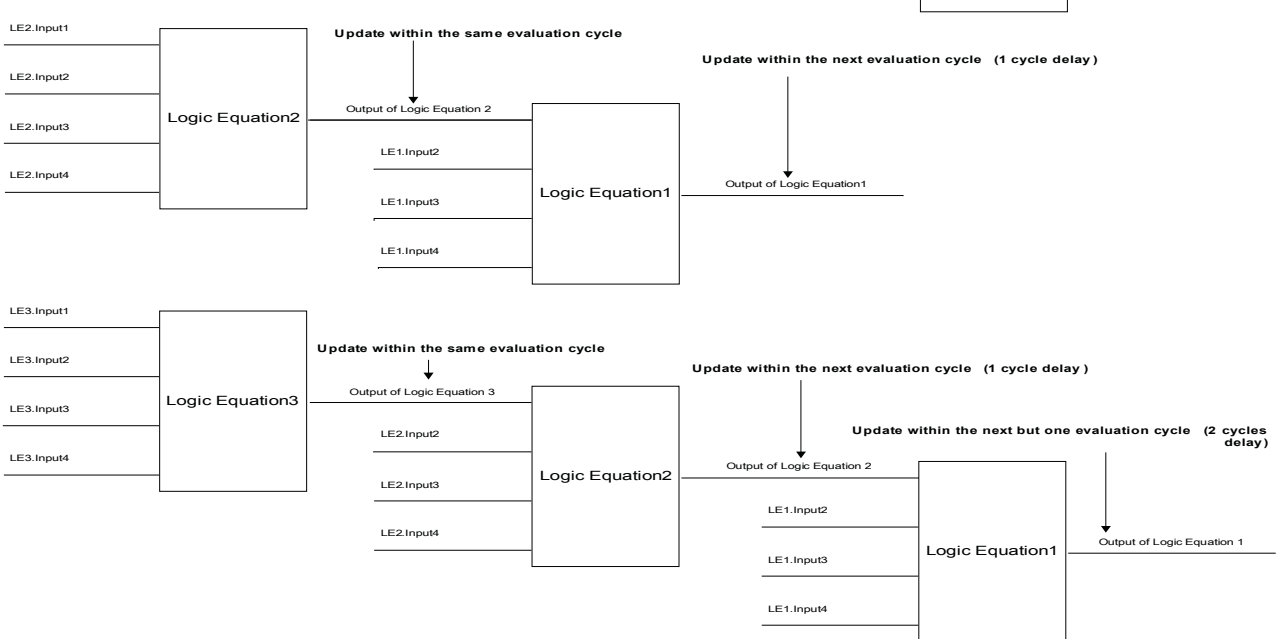 LE2.Input1
Update within the same evaluation cycle
Update within the next evaluation cycle (1 cycle delay)
LE2.Input2
Output of Logic Equation 2
Logic Equation2
LE2.Input3
LE1.Input2
LE2.Input4
Output of Logic Equation1
Logic Equation1
LE1.Input3
LE1.Input4
LE3.Input1
Update within the same evaluation cycle
LE3.Input2
Update within the next evaluation cycle (1 cycle delay)
Output of Logic Equation 3
Logic Equation3
LE3.Input3
LE2.Input2
Update within the next but one evaluation cycle (2 cycles
delay)
LE3.Input4
Output of Logic Equation 2
Logic Equation2
LE2.Input3
LE1.Input2
LE2.Input4
Output of Logic Equation 1
Logic Equation1
LE1.Input3
LE1.Input4